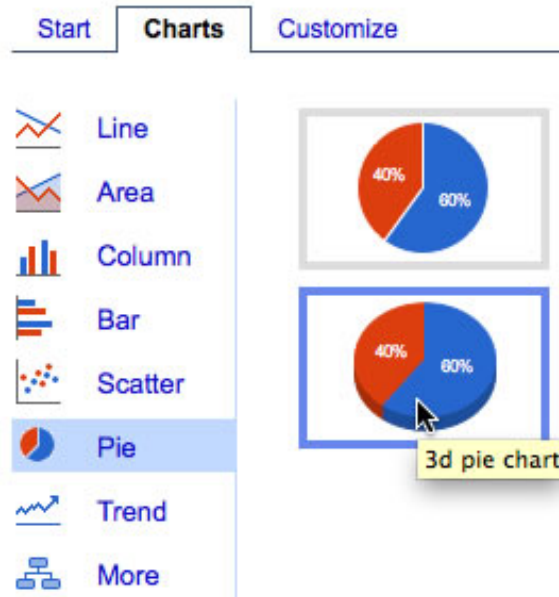 Start Charts Customize
Line
Area
Column
Bar
Scatter
Pie
Trend
More
40% 60%
40% 60%
3d pie chart